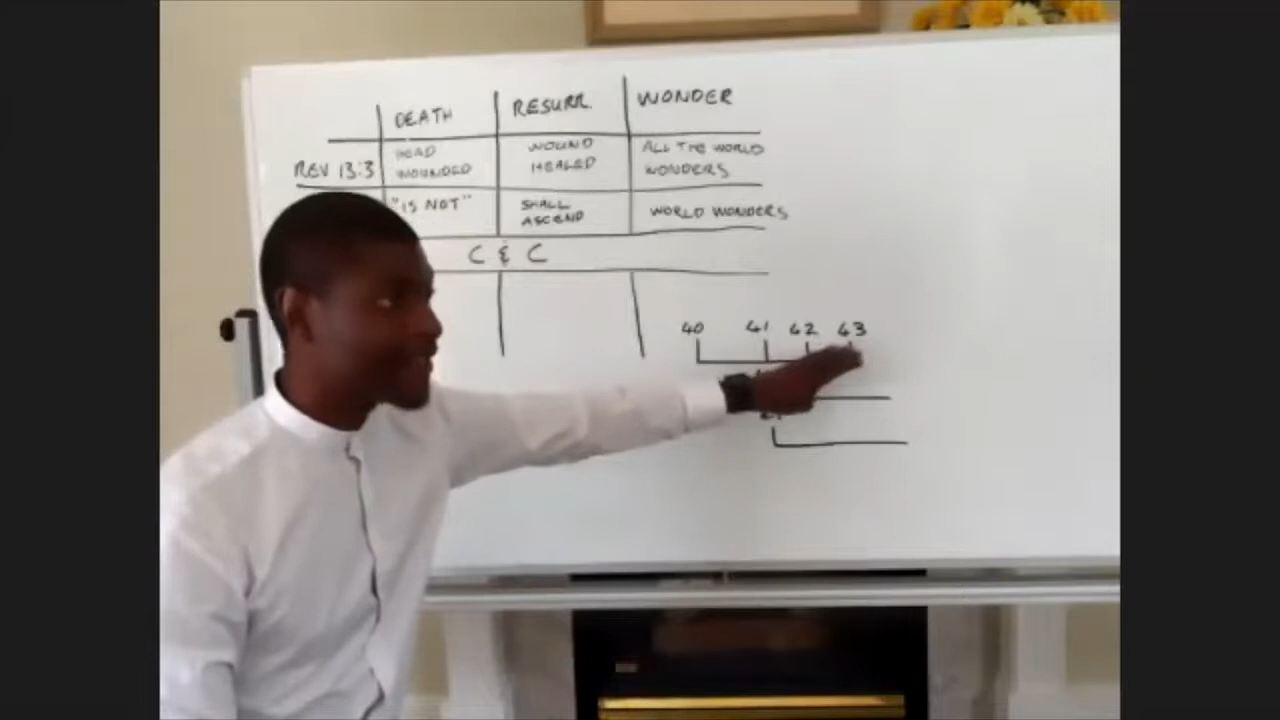 DEATH RESURR. WONDER
REV 13:3 HEAD WOUNDED WOUND HEALED ALL THE WORLD WONDERS
"IS NOT" SHALL ASCEND WORLD WONDERS
C & C
40 41 42 43